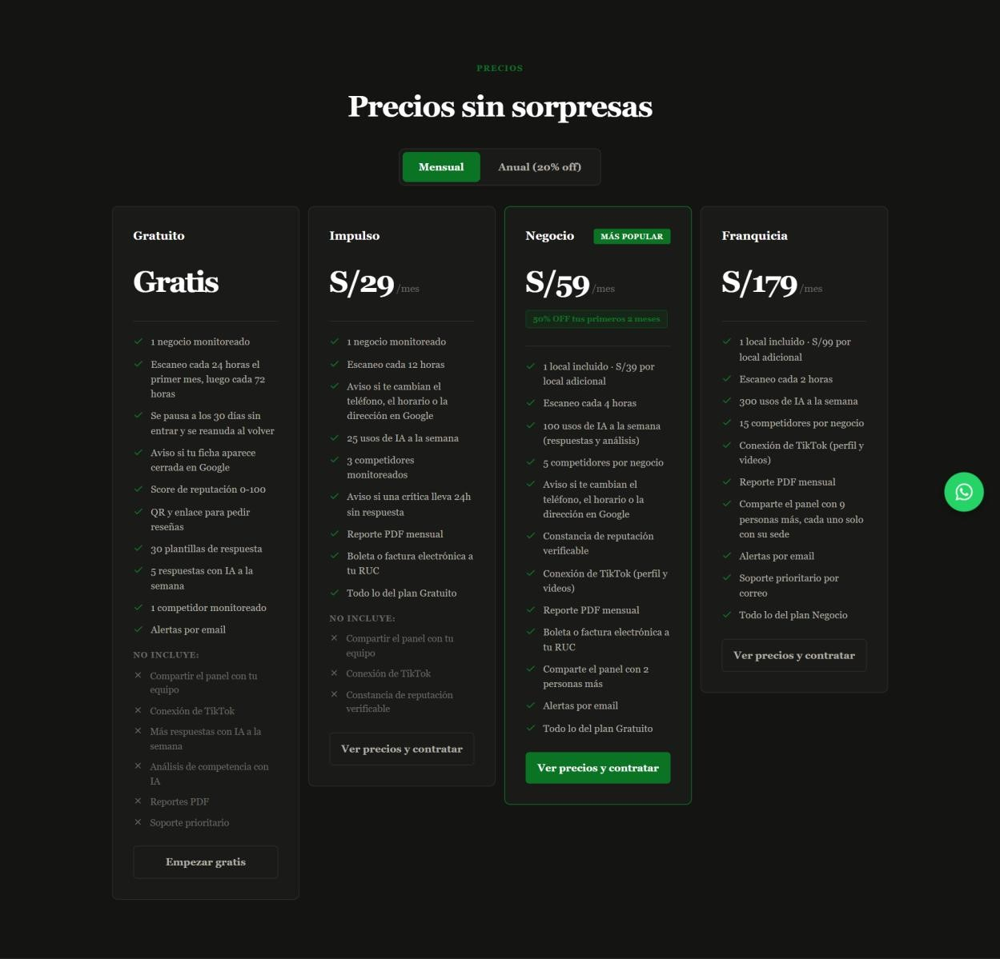 PRECIOS
Precios sin sorpresas
Mensual
Anual (20% off)
Gratuito
Gratis
1 negocio monitoreado
Escaneo cada 24 horas el
primer mes, luego cada 72
horas
Se pausa a los 30 días sin
entrar y se reanuda al volver
Aviso si tu ficha aparece
cerrada en Google
Score de reputación 0-100
QR y enlace para pedir
reseñas
30 plantillas de respuesta
5 respuestas con IA a la
semana
1 competidor monitoreado
Alertas por email
NO INCLUYE:
Compartir el panel con tu
equipo
Conexión de TikTok
Más respuestas con IA a la
semana
Análisis de competencia con
IA
Reportes PDF
Soporte prioritario
Empezar gratis
Impulso
S/29 /mes
1 negocio monitoreado
Escaneo cada 12 horas
Aviso si te cambian el
teléfono, el horario o la
dirección en Google
25 usos de IA a la semana
3 competidores
monitoreados
Aviso si una crítica lleva 24h
sin respuesta
Reporte PDF mensual
Boleta o factura electrónica a
tu RUC
Todo lo del plan Gratuito
NO INCLUYE:
Compartir el panel con tu
equipo
Conexión de TikTok
Constancia de reputación
verificable
Ver precios y contratar
Negocio
MÁS POPULAR
S/59 /mes
50% OFF tus primeros 2 meses
1 local incluido · S/39 por
local adicional
Escaneo cada 4 horas
100 usos de IA a la semana
(respuestas y análisis)
5 competidores por negocio
Aviso si te cambian el
teléfono, el horario o la
dirección en Google
Constancia de reputación
verificable
Conexión de TikTok (perfil y
videos)
Reporte PDF mensual
Boleta o factura electrónica a
tu RUC
Comparte el panel con 2
personas más
Alertas por email
Todo lo del plan Gratuito
Ver precios y contratar
Franquicia
S/179 /mes
1 local incluido · S/99 por
local adicional
Escaneo cada 2 horas
300 usos de IA a la semana
15 competidores por negocio
Conexión de TikTok (perfil y
videos)
Reporte PDF mensual
Comparte el panel con 9
personas más, cada uno solo
con su sede
Alertas por email
Soporte prioritario por
correo
Todo lo del plan Negocio
Ver precios y contratar